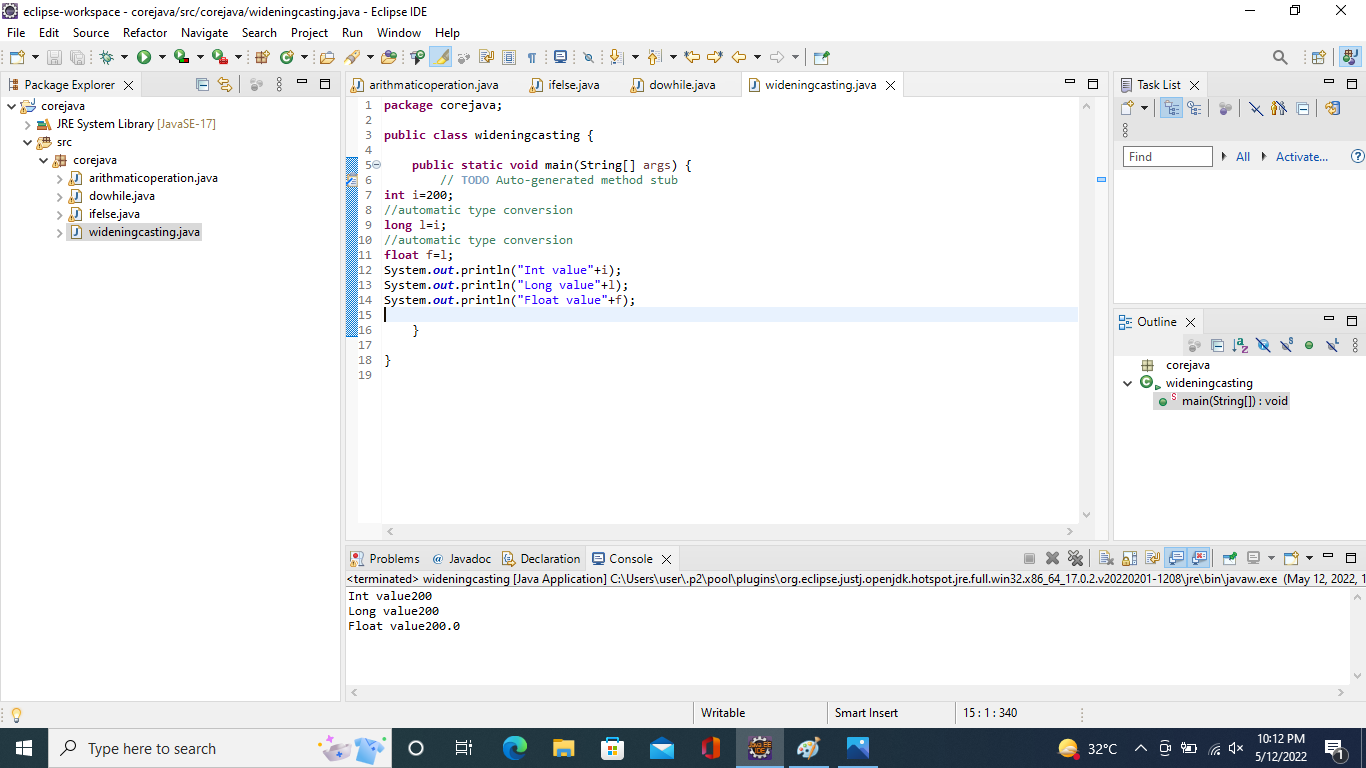 eclipse-workspace - corejava/src/corejava/wideningcasting.java - Eclipse IDE
File Edit Source Refactor Navigate Search Project Run Window Help
Package Explorer
corejava
JRE System Library [JavaSE-17]
src
corejava
arithmaticoperation.java
dowhile.java
ifelse.java
wideningcasting.java
arithmaticoperation.java ifelse.java dowhile.java wideningcasting.java
1 package corejava;
2
3 public class wideningcasting {
4
5 public static void main(String[] args) {
6 // TODO Auto-generated method stub
7 int i=200;
8 //automatic type conversion
9 long l=i;
10 //automatic type conversion
11 float f=l;
12 System.out.println("Int value"+i);
13 System.out.println("Long value"+l);
14 System.out.println("Float value"+f);
15
16 }
17
18 }
19
Task List
Find All Activate...
Outline
corejava
wideningcasting
main(String[]) : void
Problems Javadoc Declaration Console
<terminated> wideningcasting [Java Application] C:\Users\user\.p2\pool\plugins\org.eclipse.justj.openjdk.hotspot.jre.full.win32.x86_64_17.0.2.v20220201-1208\jre\bin\javaw.exe (May 12, 2022, 1
Int value200
Long value200
Float value200.0
Writable Smart Insert 15 : 1 : 340
Type here to search
32°C
10:12 PM
5/12/2022
1